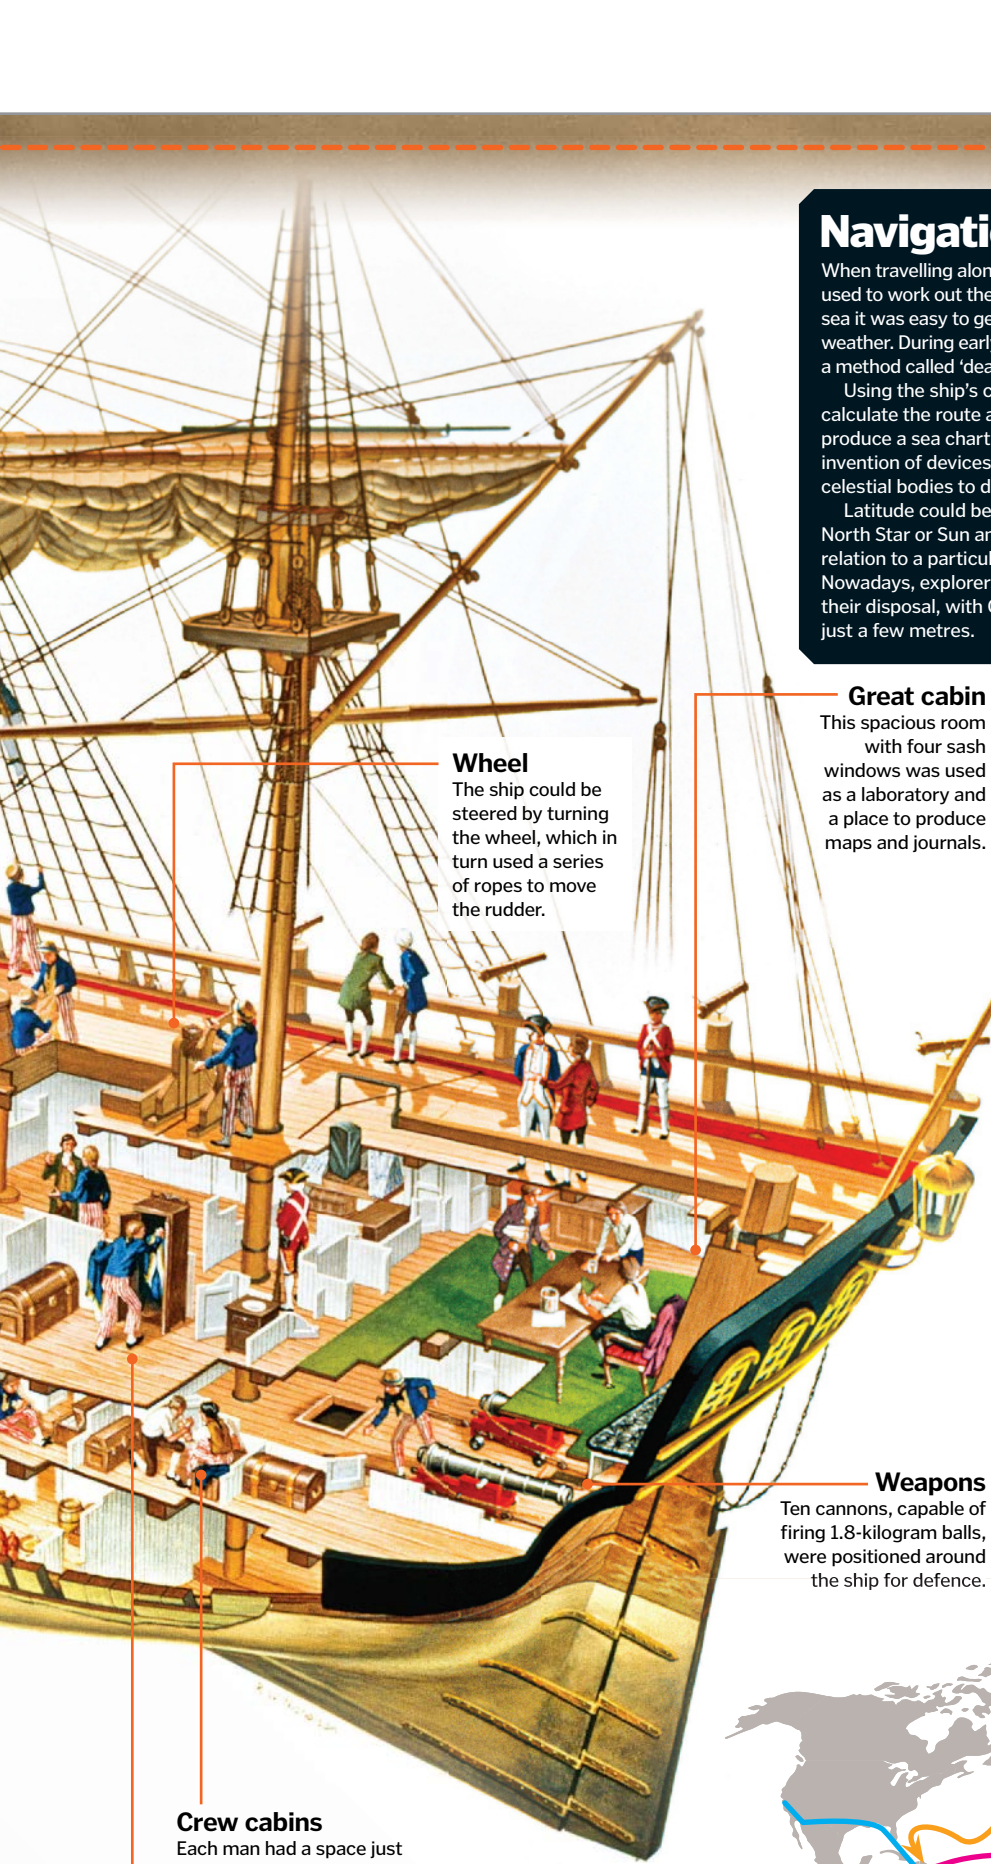 Navigati
When travelling alon
used to work out the
sea it was easy to ge
weather. During earl
a method called ‘dea
Using the ship’s c
calculate the route a
produce a sea chart
invention of devices
celestial bodies to d
Latitude could be
North Star or Sun an
relation to a particul
Nowadays, explorer
their disposal, with
just a few metres.
Great cabin
This spacious room
with four sash
windows was used
as a laboratory and
a place to produce
maps and journals.
Wheel
The ship could be
steered by turning
the wheel, which in
turn used a series
of ropes to move
the rudder.
Weapons
Ten cannons, capable of
firing 1.8-kilogram balls,
were positioned around
the ship for defence.
Crew cabins
Each man had a space just